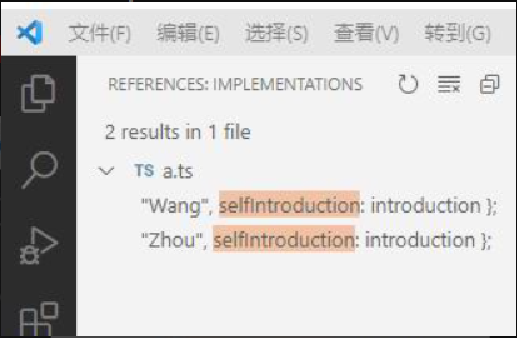 文件(F) 编辑(E) 选择(S) 查看(V) 转到(G)
REFERENCES: IMPLEMENTATIONS
2 results in 1 file
TS a.ts
"Wang", selfIntroduction: introduction };
"Zhou", selfIntroduction: introduction };